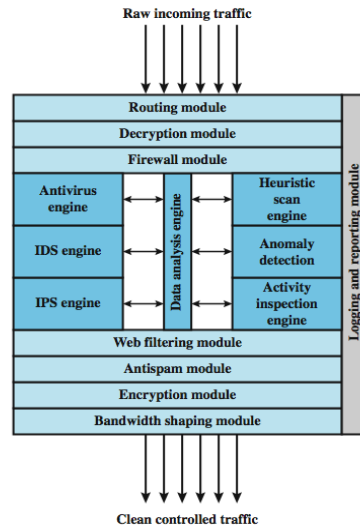 Raw incoming traffic
Routing module
Decryption module
Firewall module
Antivirus
engine
IDS engine
IPS engine
Data analysis engine
Heuristic
scan
engine
Anomaly
detection
Activity
inspection
engine
Logging and reporting module
Web filtering module
Antispam module
Encryption module
Bandwidth shaping module
Clean controlled traffic